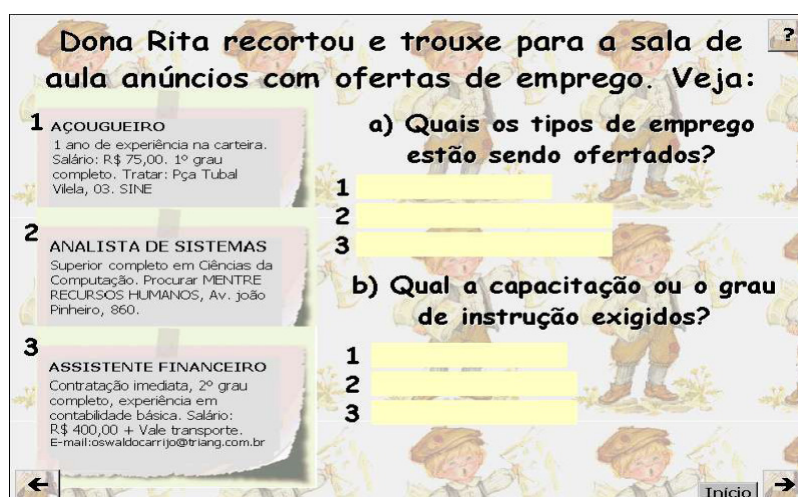 Dona Rita recortou e trouxe para a sala de
aula anúncios com ofertas de emprego. Veja:
?
1 AÇOUGUEIRO
1 ano de experiência na carteira.
Salário: R$ 75,00. 1º grau
completo. Tratar: Pça Tubal
Vilela, 03. SINE
2
ANALISTA DE SISTEMAS
Superior completo em Ciências da
Computação. Procurar MENTRE
RECURSOS HUMANOS, Av. joão
Pinheiro, 860.
3
ASSISTENTE FINANCEIRO
Contratação imediata, 2º grau
completo, experiência em
contabilidade básica. Salário:
R$ 400,00 + Vale transporte.
E-mail:oswaldocarrijo@triang.com.br
a) Quais os tipos de emprego
estão sendo ofertados?
1
2
3
b) Qual a capacitação ou o grau
de instrução exigidos?
1
2
3
Início